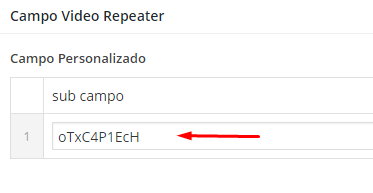 Campo Video Repeater
Campo Personalizado
sub campo
1
oTxC4P1EcH